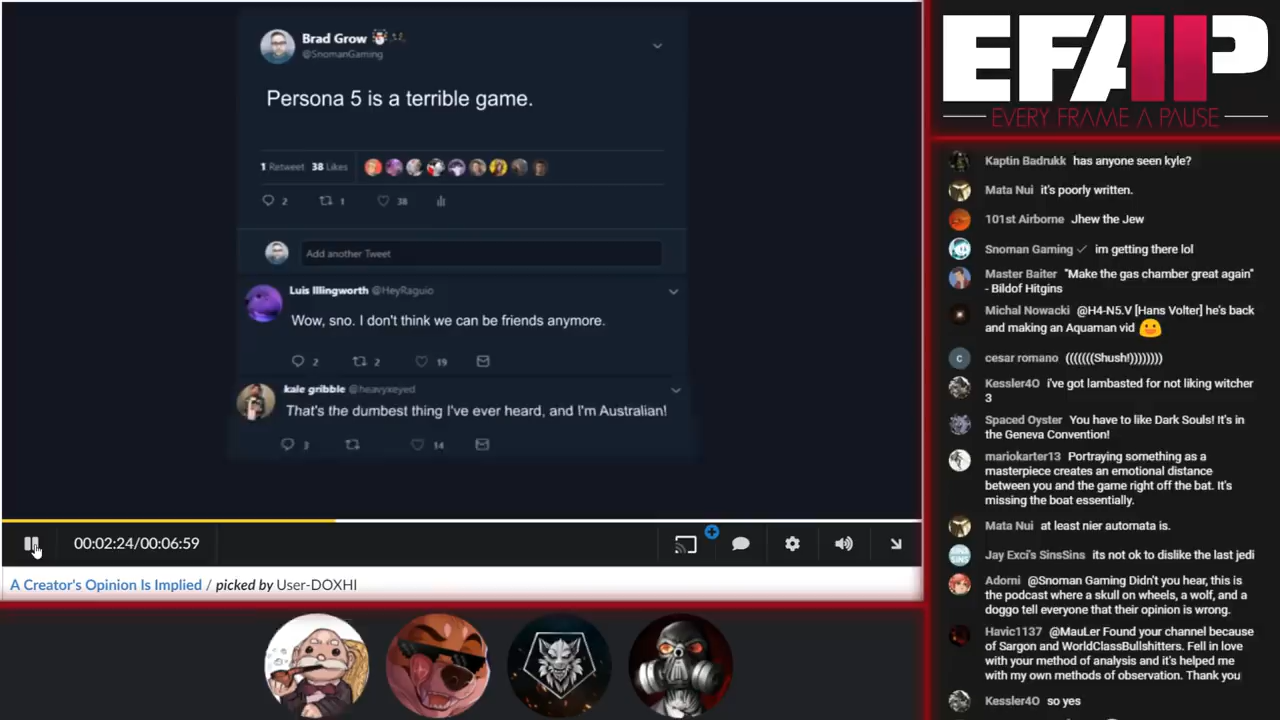 Brad Grow
@SnomanGaming
Persona 5 is a terrible game.
1 Retweet 38 Likes
2 1 38
Add another Tweet
Luis Illingworth @HeyRaguio
Wow, sno. I don't think we can be friends anymore.
2 2 19
kale gribble @heavyxeyed
That's the dumbest thing I've ever heard, and I'm Australian!
3 14
00:02:24/00:06:59
A Creator's Opinion Is Implied / picked by User-DOXHI
EFAP
EVERY FRAME A PAUSE
Kaptin Badrukk has anyone seen kyle?
Mata Nui it's poorly written.
101st Airborne Jhew the Jew
Snoman Gaming im getting there lol
Master Baiter "Make the gas chamber great again"
- Bildof Hitgins
Michal Nowacki @H4-N5.V [Hans Volter] he's back
and making an Aquaman vid
c
cesar romano (((((((Shush!))))))))
Kessler4O i've got lambasted for not liking witcher
3
Spaced Oyster You have to like Dark Souls! It's in
the Geneva Convention!
mariokarter13 Portraying something as a
masterpiece creates an emotional distance
between you and the game right off the bat. It's
missing the boat essentially.
Mata Nui at least nier automata is.
Jay Exci's SinsSins its not ok to dislike the last jedi
Adomi @Snoman Gaming Didn't you hear, this is
the podcast where a skull on wheels, a wolf, and a
doggo tell everyone that their opinion is wrong.
Havic1137 @MauLer Found your channel because
of Sargon and WorldClassBullshitters. Fell in love
with your method of analysis and it's helped me
with my own methods of observation. Thank you
Kessler4O so yes